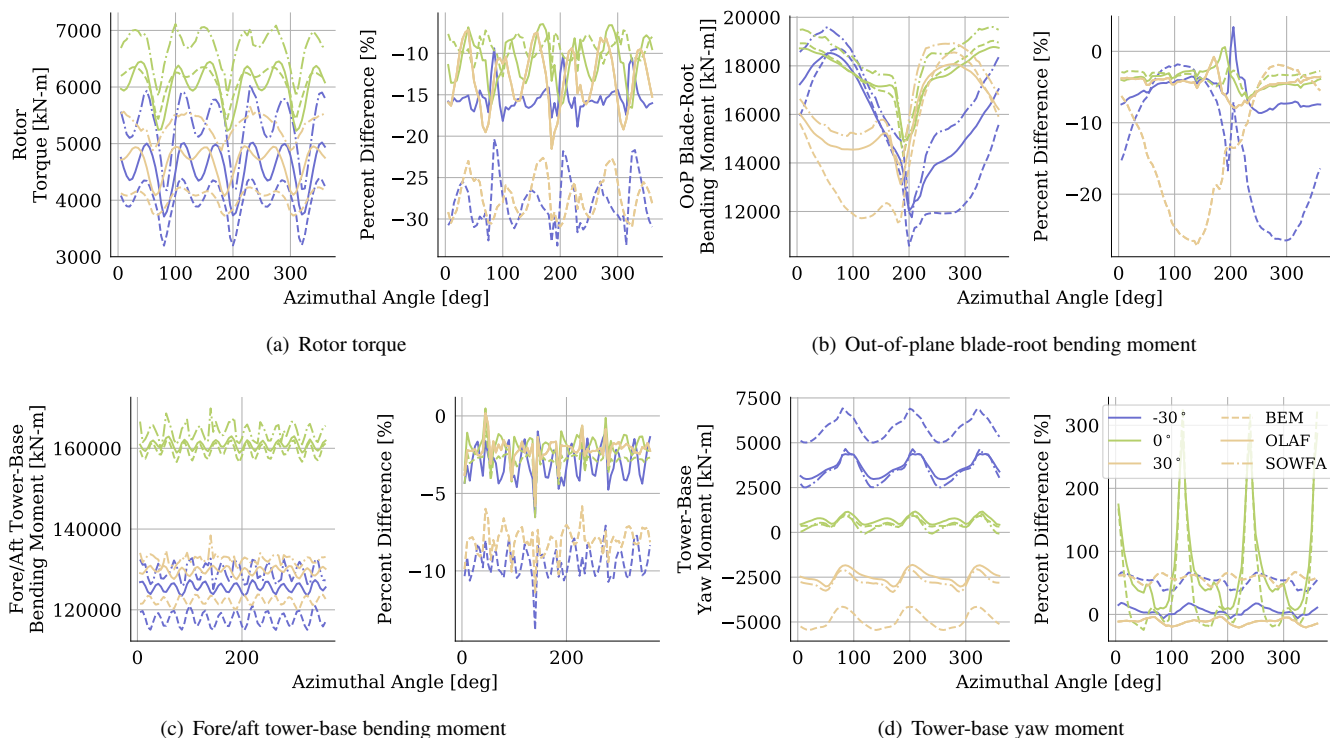 Rotor
Torque [kN-m]
7000
6000
5000
4000
3000
0 100 200 300
Percent Difference [%]
−10
−15
−20
−25
−30
0 100 200 300
Azimuthal Angle [deg]
(a) Rotor torque
OoP Blade-Root
Bending Moment [kN-m]]
20000
18000
16000
14000
12000
0 100 200 300
Percent Difference [%]
0
−10
−20
0 100 200 300
Azimuthal Angle [deg]
(b) Out-of-plane blade-root bending moment
Fore/Aft Tower-Base
Bending Moment [kN-m]
160000
140000
120000
0 200
Percent Difference [%]
0
−5
−10
200
Azimuthal Angle [deg]
(c) Fore/aft tower-base bending moment
Tower-Base
Yaw Moment [kN-m]
7500
5000
2500
0
−2500
−5000
0 100 200 300
Percent Difference [%]
300
200
100
0
0 100 200 300
-30° BEM
0° OLAF
30° SOWFA
Azimuthal Angle [deg]
(d) Tower-base yaw moment